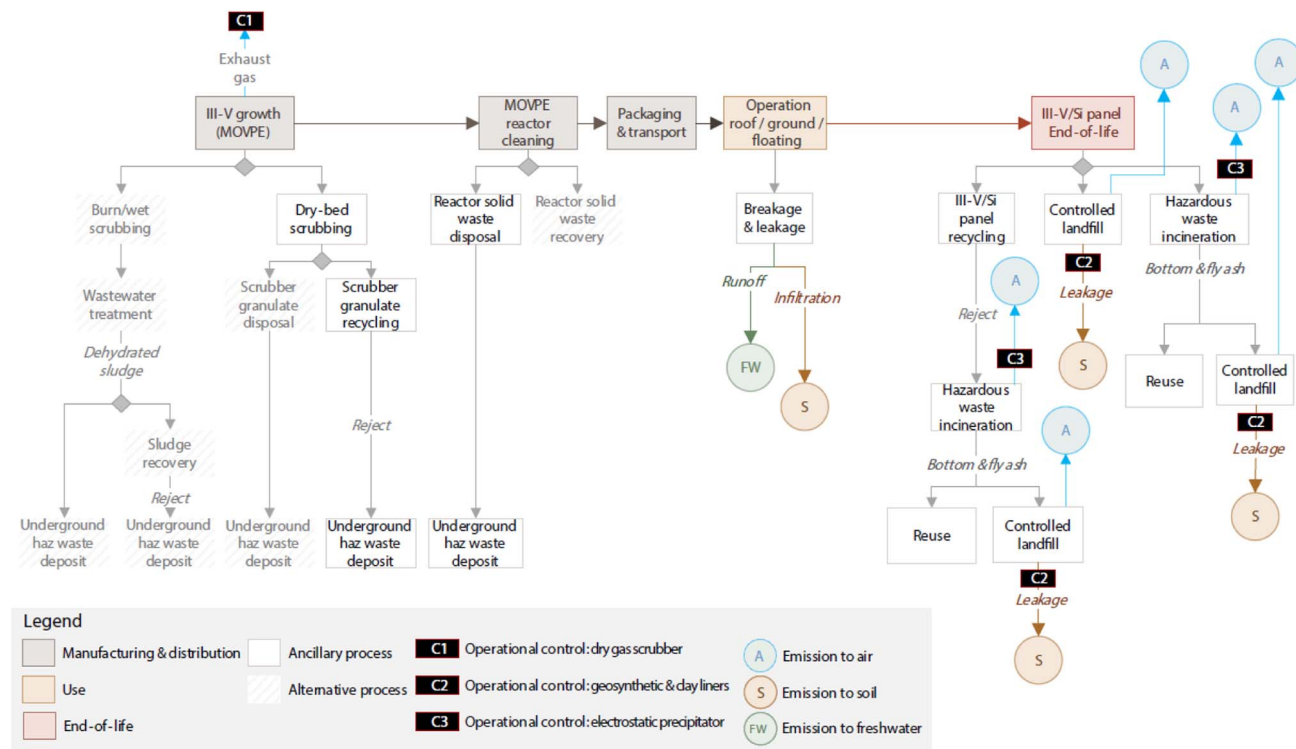 C1
Exhaust
gas
III-V growth
(MOVPE)
MOVPE
reactor
cleaning
Packaging
& transport
Operation
roof / ground /
floating
III-V/Si panel
End-of-life
A
A
A
C3
Burn/wet
scrubbing
Dry-bed
scrubbing
Reactor solid
waste
disposal
Reactor solid
waste
recovery
Breakage
& leakage
III-V/Si
panel
recycling
Controlled
landfill
Hazardous
waste
incineration
C2
Leakage
Bottom & fly ash
Wastewater
treatment
Scrubber
granulate
disposal
Scrubber
granulate
recycling
Runoff
Infiltration
Reject
A
C3
Dehydrated
sludge
FW
S
S
Reuse
Controlled
landfill
C2
Leakage
Hazardous
waste
incineration
A
Reject
Sludge
recovery
Reject
Bottom & fly ash
S
Underground
haz waste
deposit
Underground
haz waste
deposit
Underground
haz waste
deposit
Underground
haz waste
deposit
Underground
haz waste
deposit
Reuse
Controlled
landfill
C2
Leakage
S
Legend
Manufacturing & distribution
Use
End-of-life
Ancillary process
Alternative process
C1 Operational control: dry gas scrubber
C2 Operational control: geosynthetic & clay liners
C3 Operational control: electrostatic precipitator
A Emission to air
S Emission to soil
FW Emission to freshwater